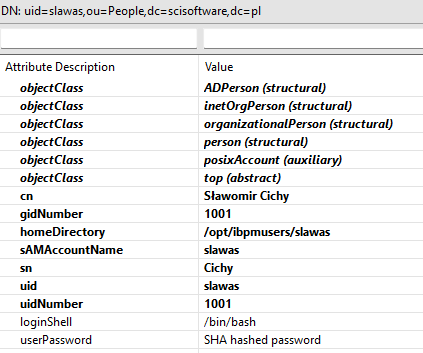 DN: uid=slawas,ou=People,dc=scisoftware,dc=pl
Attribute Description Value
objectClass ADPerson (structural)
objectClass inetOrgPerson (structural)
objectClass organizationalPerson (structural)
objectClass person (structural)
objectClass posixAccount (auxiliary)
objectClass top (abstract)
cn Sławomir Cichy
gidNumber 1001
homeDirectory /opt/ibpmusers/slawas
sAMAccountName slawas
sn Cichy
uid slawas
uidNumber 1001
loginShell /bin/bash
userPassword SHA hashed password